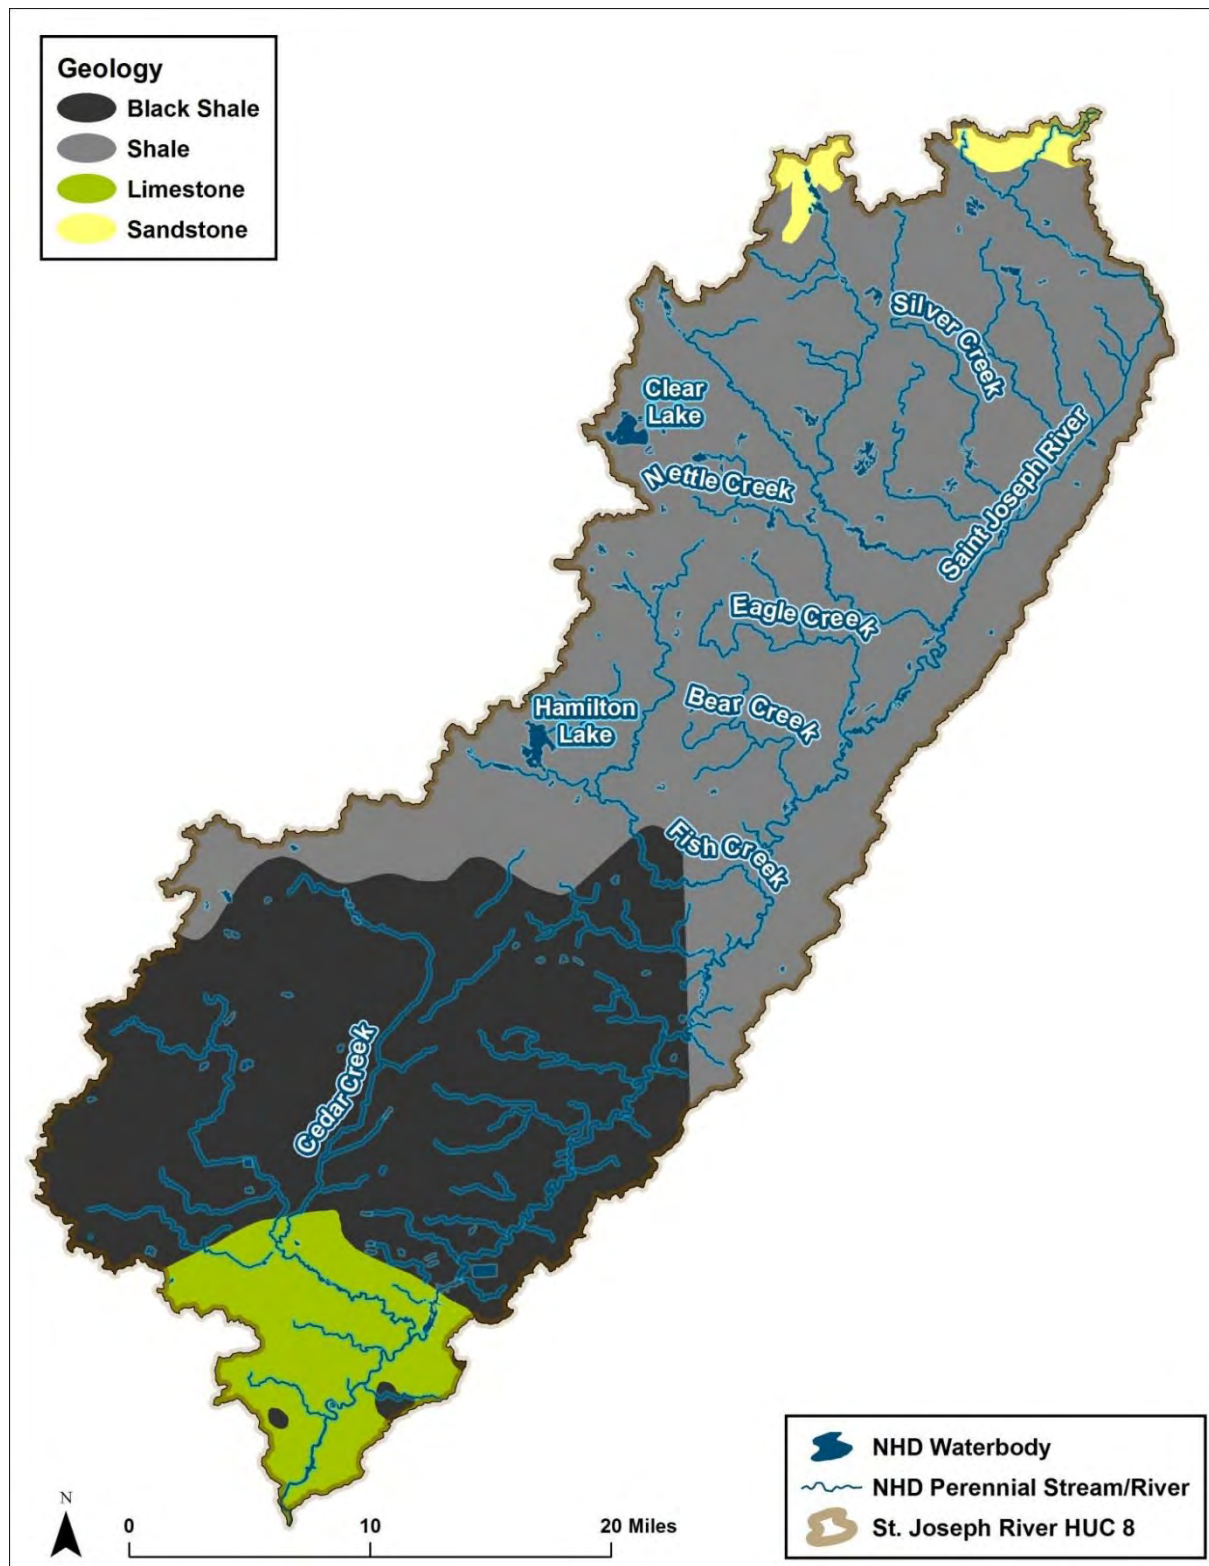 Geology
Black Shale
Shale
Limestone
Sandstone
Silver Creek
Clear
Lake
Nettle Creek
Saint Joseph River
Eagle Creek
Bear Creek
Hamilton
Lake
Fish Creek
Cedar Creek
NHD Waterbody
NHD Perennial Stream/River
St. Joseph River HUC 8
N
0 10 20 Miles